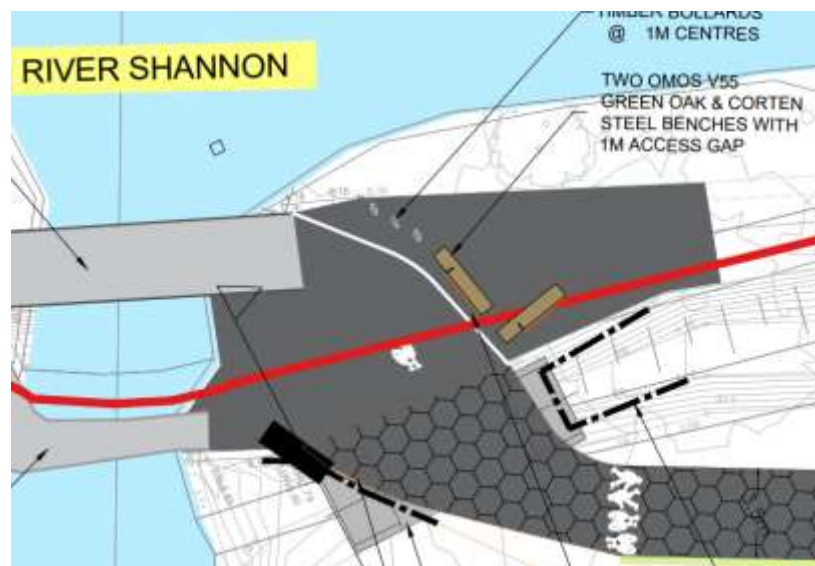 TIMBER BOLLARDS
@ 1M CENTRES
RIVER SHANNON
TWO OMOS V55
GREEN OAK & CORTEN
STEEL BENCHES WITH
1M ACCESS GAP